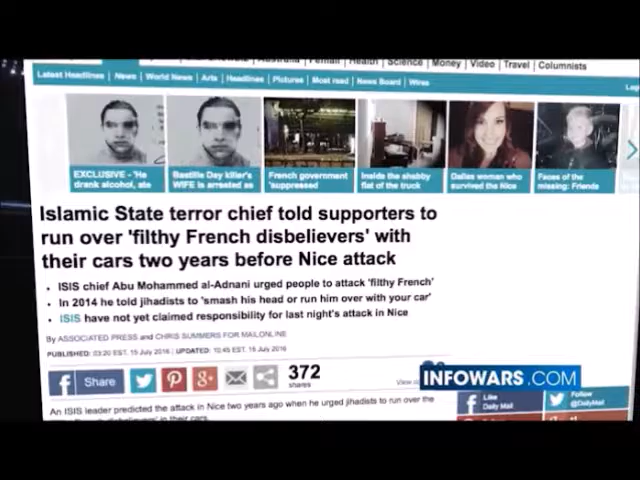 Health Science Money Video Travel Columnists
Latest Headlines News World News Arts Headlines Pictures Most read News Board Wires
EXCLUSIVE - 'He drank alcohol, ate
Bastille Day killer's WIFE is arrested as
French government 'suppressed
Inside the shabby flat of the truck
Dallas woman who survived the Nice
Faces of the missing: Friends
Islamic State terror chief told supporters to
run over 'filthy French disbelievers' with
their cars two years before Nice attack
ISIS chief Abu Mohammed al-Adnani urged people to attack 'filthy French'
In 2014 he told jihadists to 'smash his head or run him over with your car'
ISIS have not yet claimed responsibility for last night's attack in Nice
By ASSOCIATED PRESS and CHRIS SUMMERS FOR MAILONLINE
PUBLISHED: 03:20 EST, 15 July 2016 | UPDATED: 10:45 EST, 15 July 2016
Share
372
shares
View
INFOWARS.COM
Like
Daily Mail
Follow
@DailyMail
+1
An ISIS leader predicted the attack in Nice two years ago when he urged jihadists to run over the